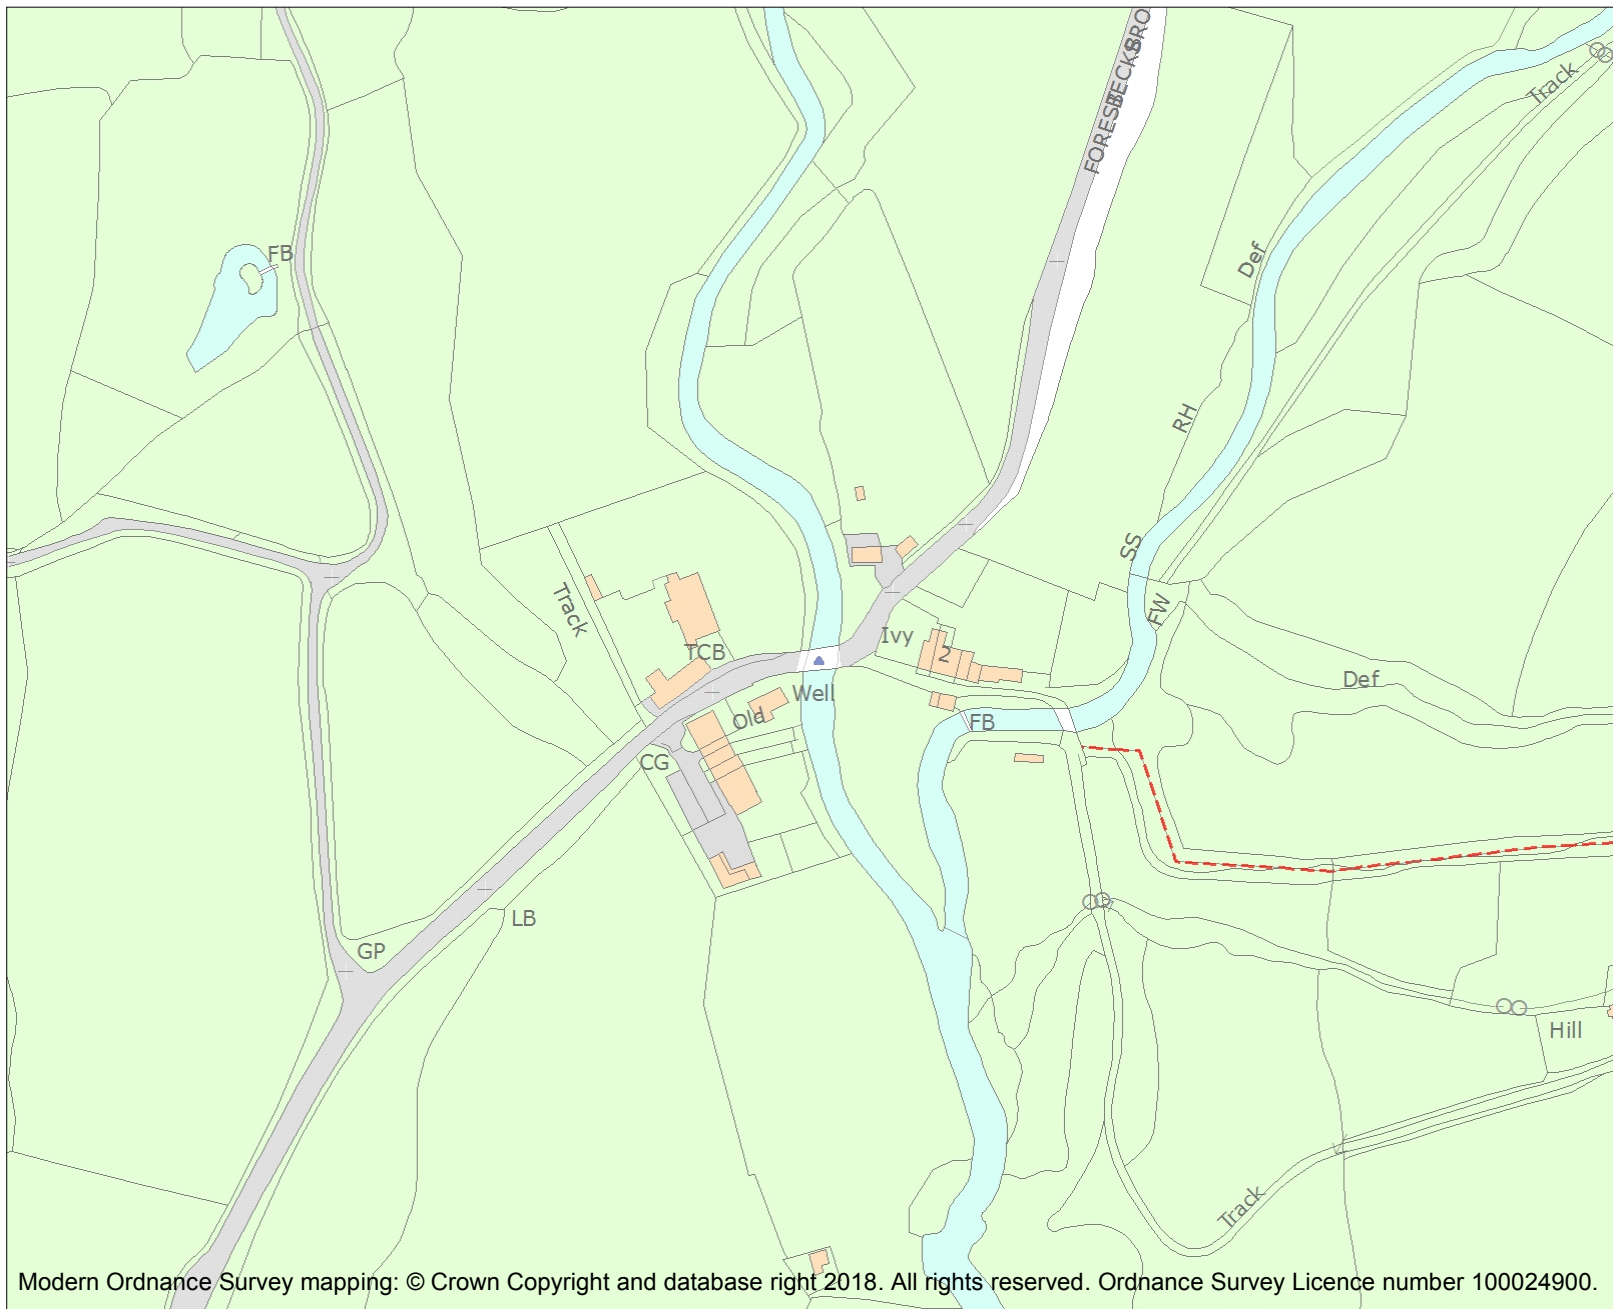 FORESE BECKS BRO
Track
FB
Def
RH
SS
FW
Track
Ivy
2
TCB
Well
Def
Old
FB
CG
LB
GP
Hill
Track
Modern Ordnance Survey mapping: © Crown Copyright and database right 2018. All rights reserved. Ordnance Survey Licence number 100024900.